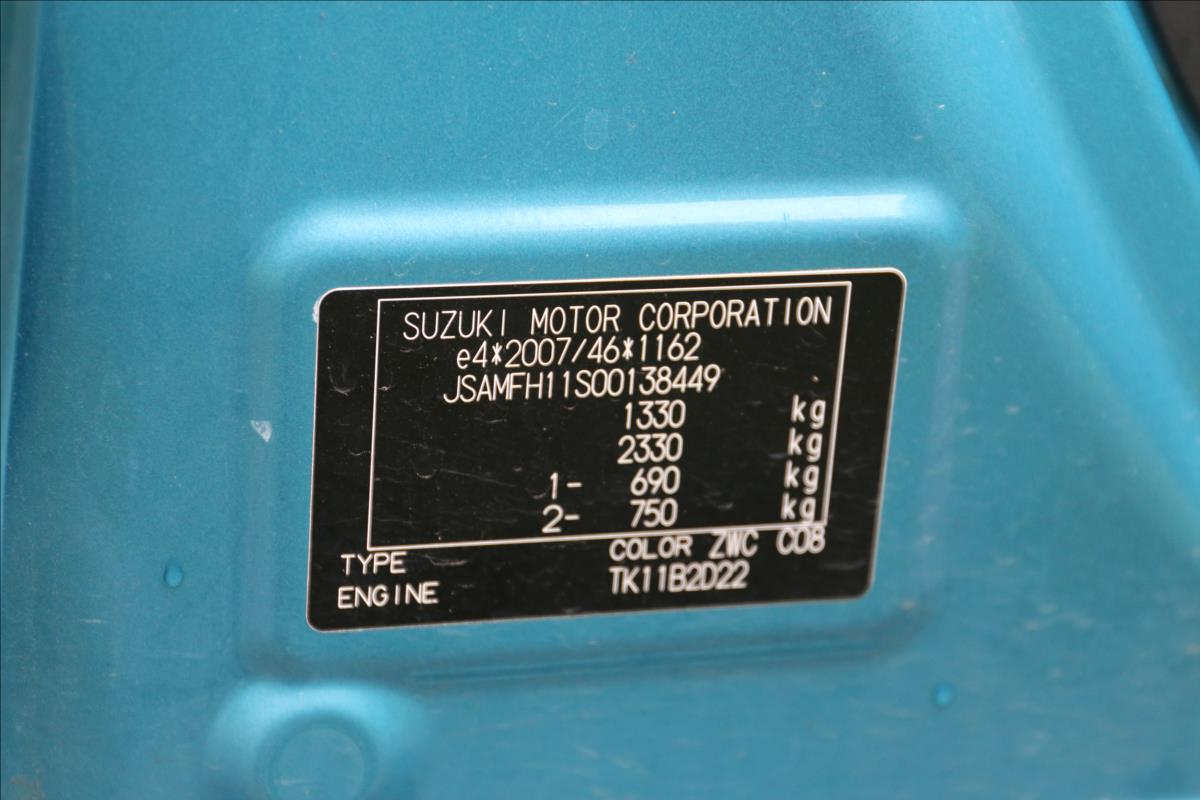 SUZUKI MOTOR CORPORATION
e4*2007/46*1162
JSAMFH11S00138449
1330 kg
2330 kg
1- 690 kg
2- 750 kg
TYPE COLOR ZWC C08
ENGINE TK11B2D22